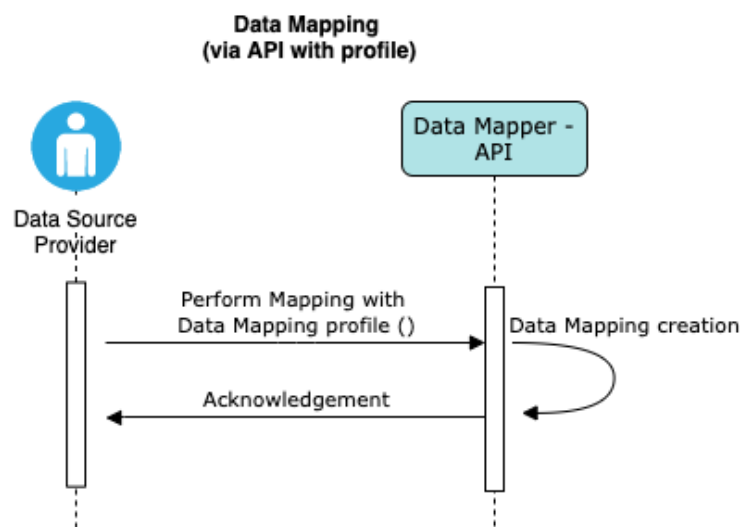 Data Mapping
(via API with profile)
Data Mapper -
API
Data Source
Provider
Perform Mapping with
Data Mapping profile ()
Data Mapping creation
Acknowledgement